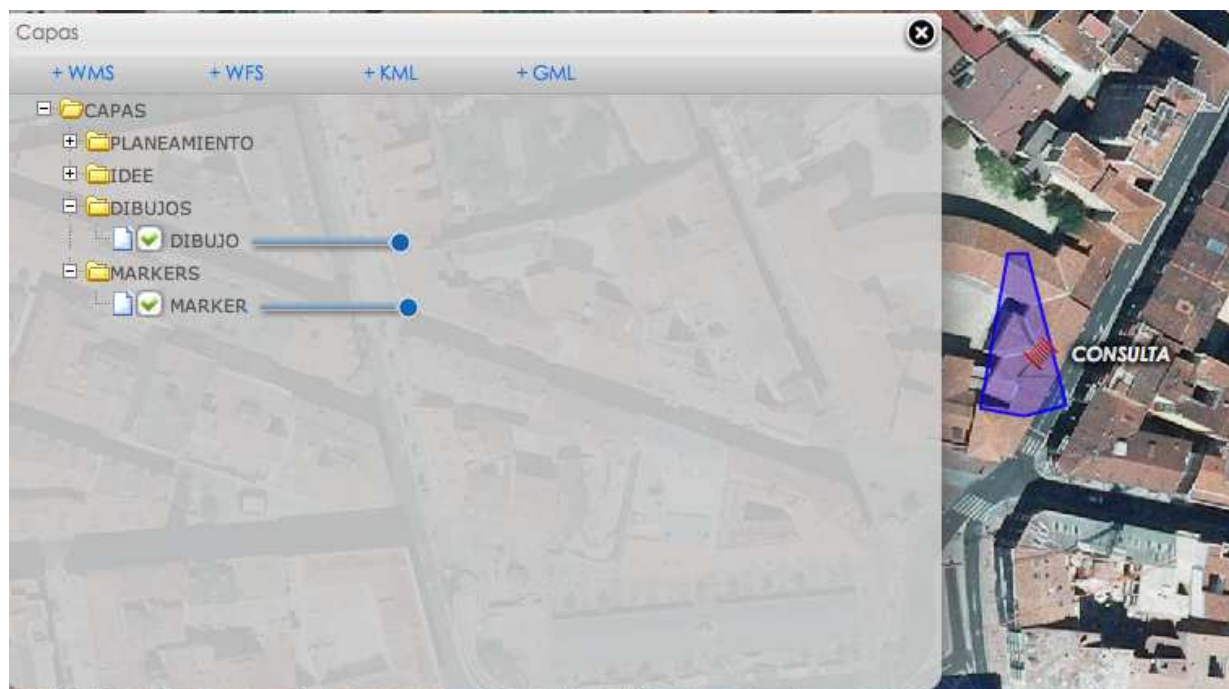 Capas
+ WMS + WFS + KML + GML
CAPAS
PLANEAMIENTO
IDEE
DIBUJOS
DIBUJO
MARKERS
MARKER
CONSULTA